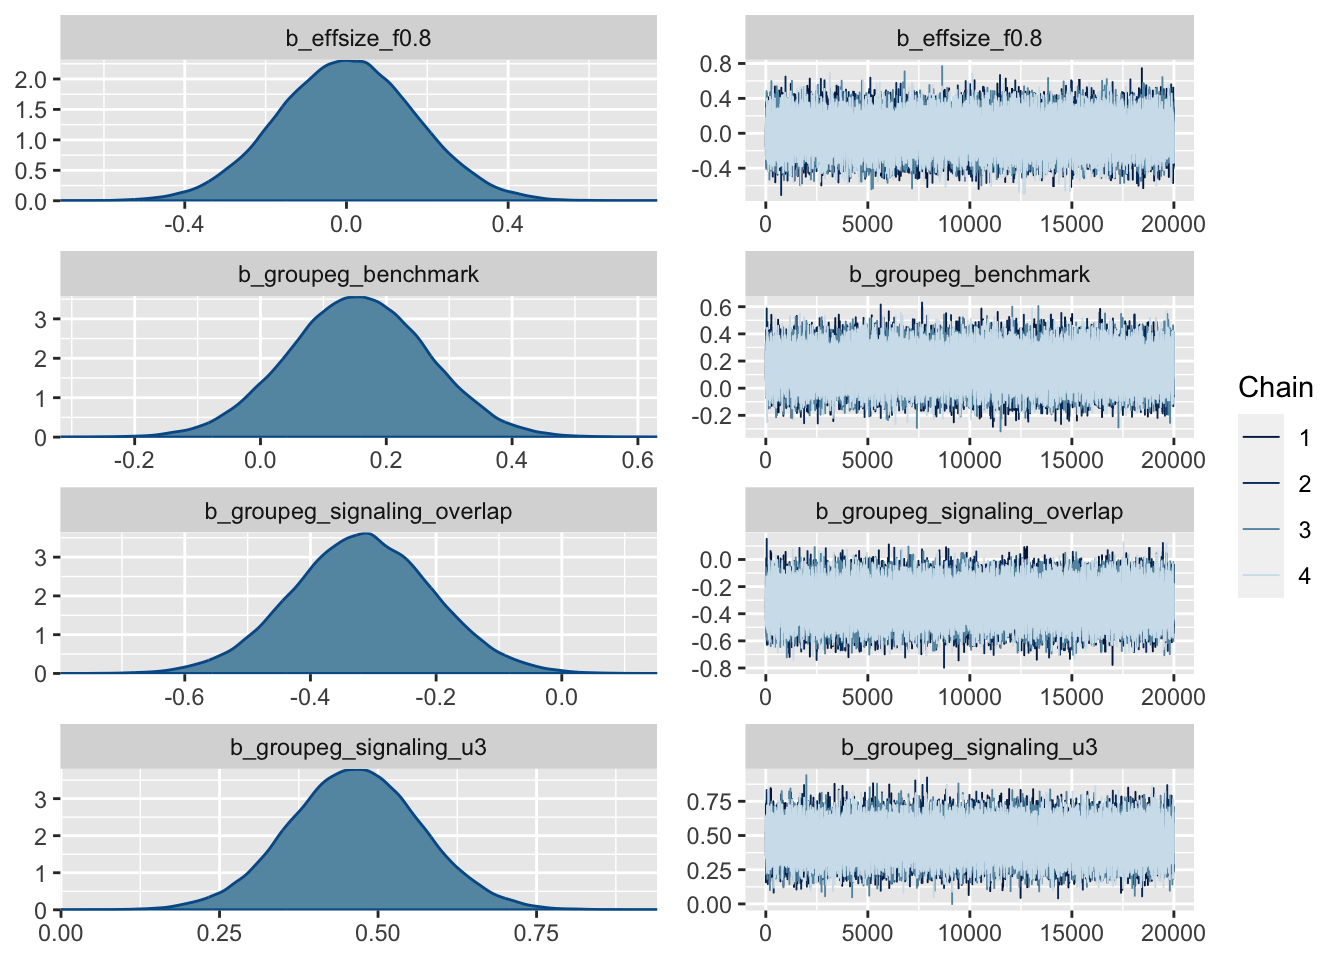 b_effsize_f0.8
2.0
1.5
1.0
0.5
0.0
-0.4 0.0 0.4
b_effsize_f0.8
0.8
0.4
0.0
-0.4
0 5000 10000 15000 20000
b_groupeg_benchmark
3
2
1
0
-0.2 0.0 0.2 0.4 0.6
b_groupeg_benchmark
0.6
0.4
0.2
0.0
-0.2
0 5000 10000 15000 20000
b_groupeg_signaling_overlap
3
2
1
0
-0.6 -0.4 -0.2 0.0
b_groupeg_signaling_overlap
0.0
-0.2
-0.4
-0.6
-0.8
0 5000 10000 15000 20000
b_groupeg_signaling_u3
3
2
1
0
0.00 0.25 0.50 0.75
b_groupeg_signaling_u3
0.75
0.50
0.25
0.00
0 5000 10000 15000 20000
Chain
1
2
3
4